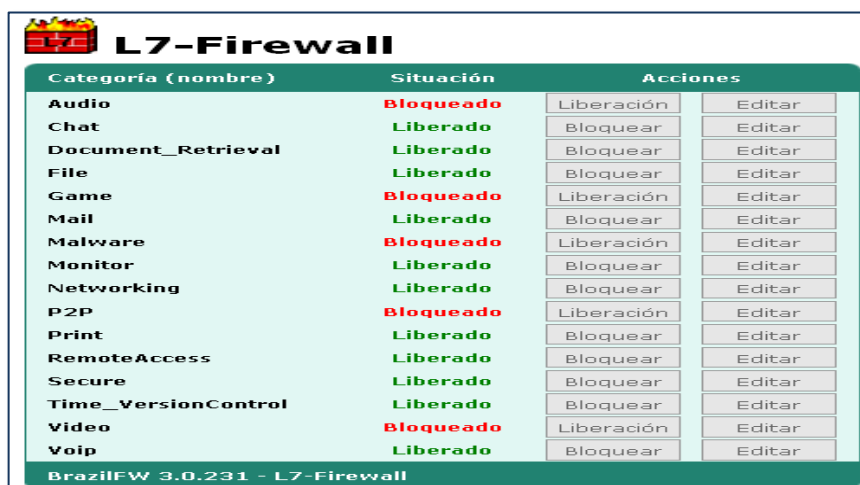 L7 L7-Firewall
Categoría (nombre) Situación Acciones
Audio Bloqueado Liberación Editar
Chat Liberado Bloquear Editar
Document_Retrieval Liberado Bloquear Editar
File Liberado Bloquear Editar
Game Bloqueado Liberación Editar
Mail Liberado Bloquear Editar
Malware Bloqueado Liberación Editar
Monitor Liberado Bloquear Editar
Networking Liberado Bloquear Editar
P2P Bloqueado Liberación Editar
Print Liberado Bloquear Editar
RemoteAccess Liberado Bloquear Editar
Secure Liberado Bloquear Editar
Time_VersionControl Liberado Bloquear Editar
Video Bloqueado Liberación Editar
Voip Liberado Bloquear Editar
BrazilFW 3.0.231 - L7-Firewall